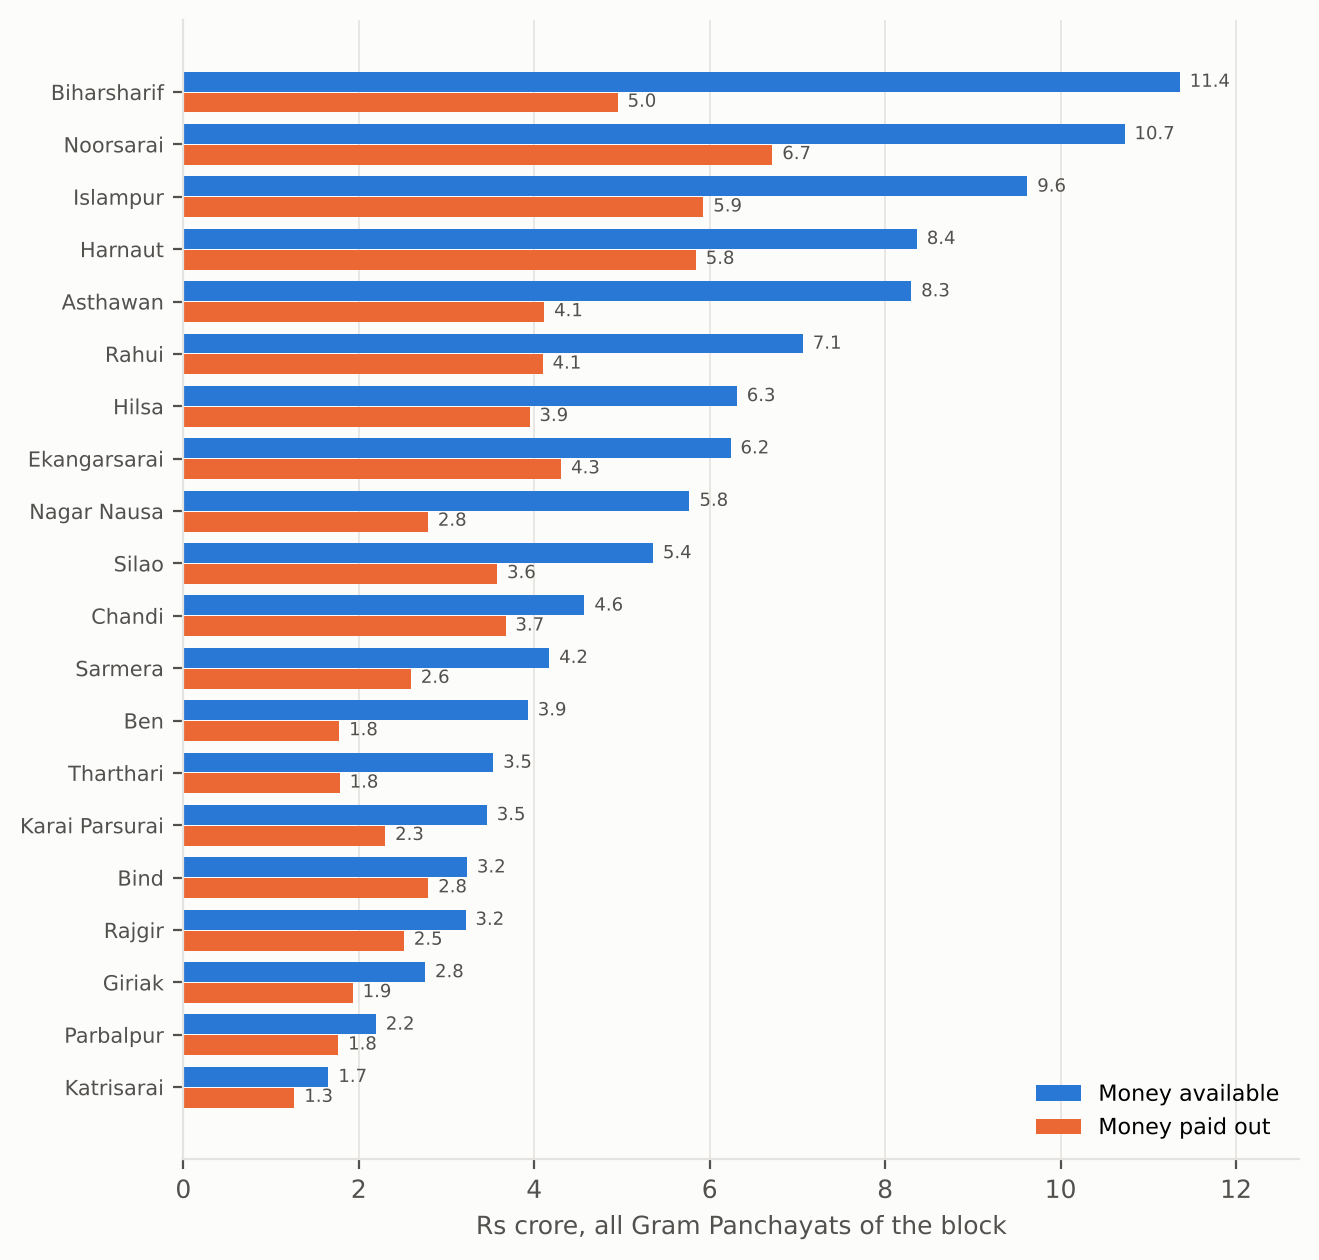 Biharsharif 11.4
5.0
Noorsarai 10.7
6.7
Islampur 9.6
5.9
Harnaut 8.4
5.8
Asthawan 8.3
4.1
Rahui 7.1
4.1
Hilsa 6.3
3.9
Ekangarsarai 6.2
4.3
Nagar Nausa 5.8
2.8
Silao 5.4
3.6
Chandi 4.6
3.7
Sarmera 4.2
2.6
Ben 3.9
1.8
Tharthari 3.5
1.8
Karai Parsurai 3.5
2.3
Bind 3.2
2.8
Rajgir 3.2
2.5
Giriak 2.8
1.9
Parbalpur 2.2
1.8
Katrisarai 1.7
1.3
Money available
Money paid out
0 2 4 6 8 10 12
Rs crore, all Gram Panchayats of the block